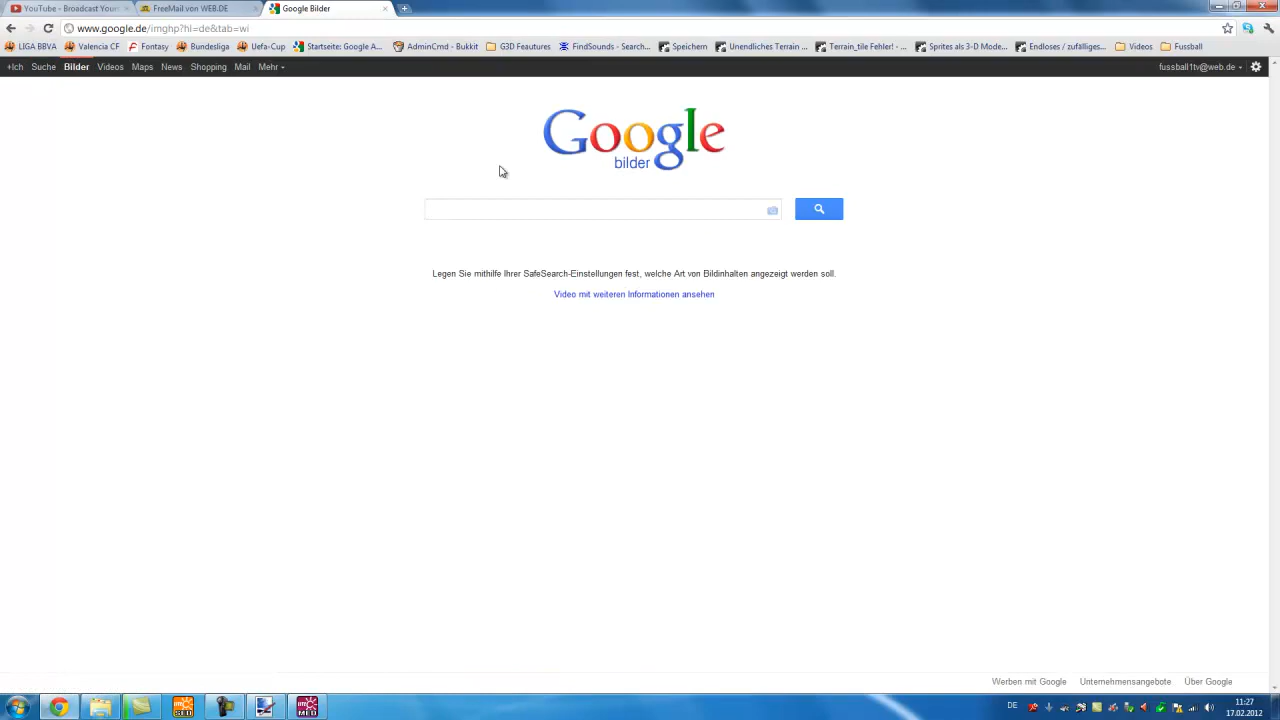 YouTube - Broadcast Your
FreeMail von WEB.DE
Google Bilder
www.google.de/imghp?hl=de&tab=wi
LIGA BBVA
Valencia CF
Fontasy
Bundesliga
Uefa-Cup
Startseite: Google A...
AdminCmd - Bukkit
G3D Feautures
FindSounds - Search...
Speichern
Unendliches Terrain ...
Terrain_tile Fehler! - ...
Sprites als 3-D Mode...
Endloses / zufälliges...
Videos
Fussball
+Ich Suche Bilder Videos Maps News Shopping Mail Mehr
fussball1tv@web.de
Google
bilder
Legen Sie mithilfe Ihrer SafeSearch-Einstellungen fest, welche Art von Bildinhalten angezeigt werden soll.
Video mit weiteren Informationen ansehen
Werben mit Google Unternehmensangebote Über Google
DE
11:27
17.02.2012